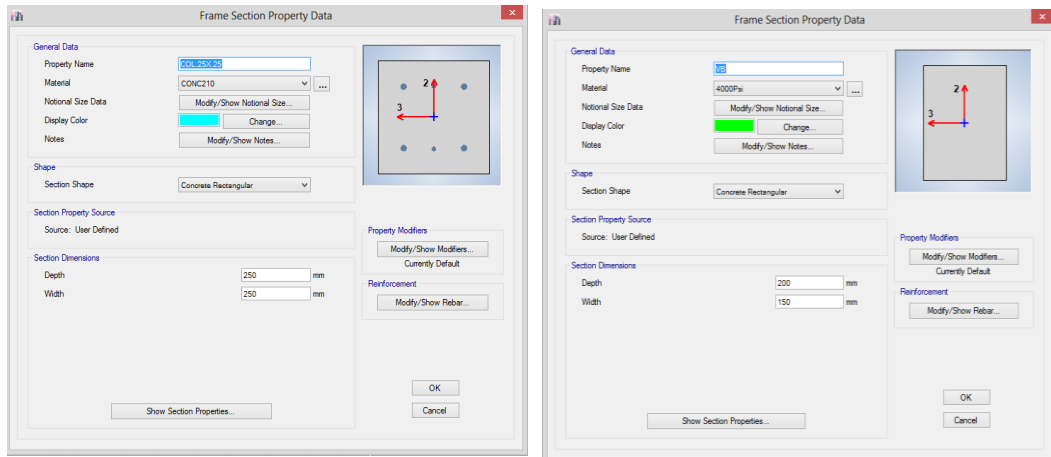 Frame Section Property Data
General Data
Property Name COL.25X.25
Material CONC210 ...
Notional Size Data Modify/Show Notional Size...
Display Color Change...
Notes Modify/Show Notes...
2
3
Shape
Section Shape Concrete Rectangular
Section Property Source
Source: User Defined
Section Dimensions
Depth 250 mm
Width 250 mm
Property Modifiers
Modify/Show Modifiers...
Currently Default
Reinforcement
Modify/Show Rebar...
Show Section Properties...
OK
Cancel
Frame Section Property Data
General Data
Property Name VB
Material 4000Psi ...
Notional Size Data Modify/Show Notional Size...
Display Color Change...
Notes Modify/Show Notes...
2
3
Shape
Section Shape Concrete Rectangular
Section Property Source
Source: User Defined
Section Dimensions
Depth 200 mm
Width 150 mm
Property Modifiers
Modify/Show Modifiers...
Currently Default
Reinforcement
Modify/Show Rebar...
Show Section Properties...
OK
Cancel